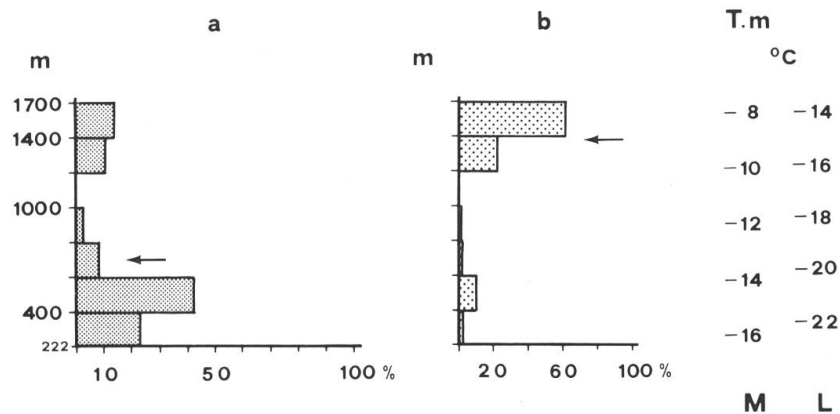 a b T.m
m m °C
1700
1400
1000
400
222
10 50 100 %
20 60 100 %
– 8 – 14
– 10 – 16
– 12 – 18
– 14 – 20
– 16 – 22
M L